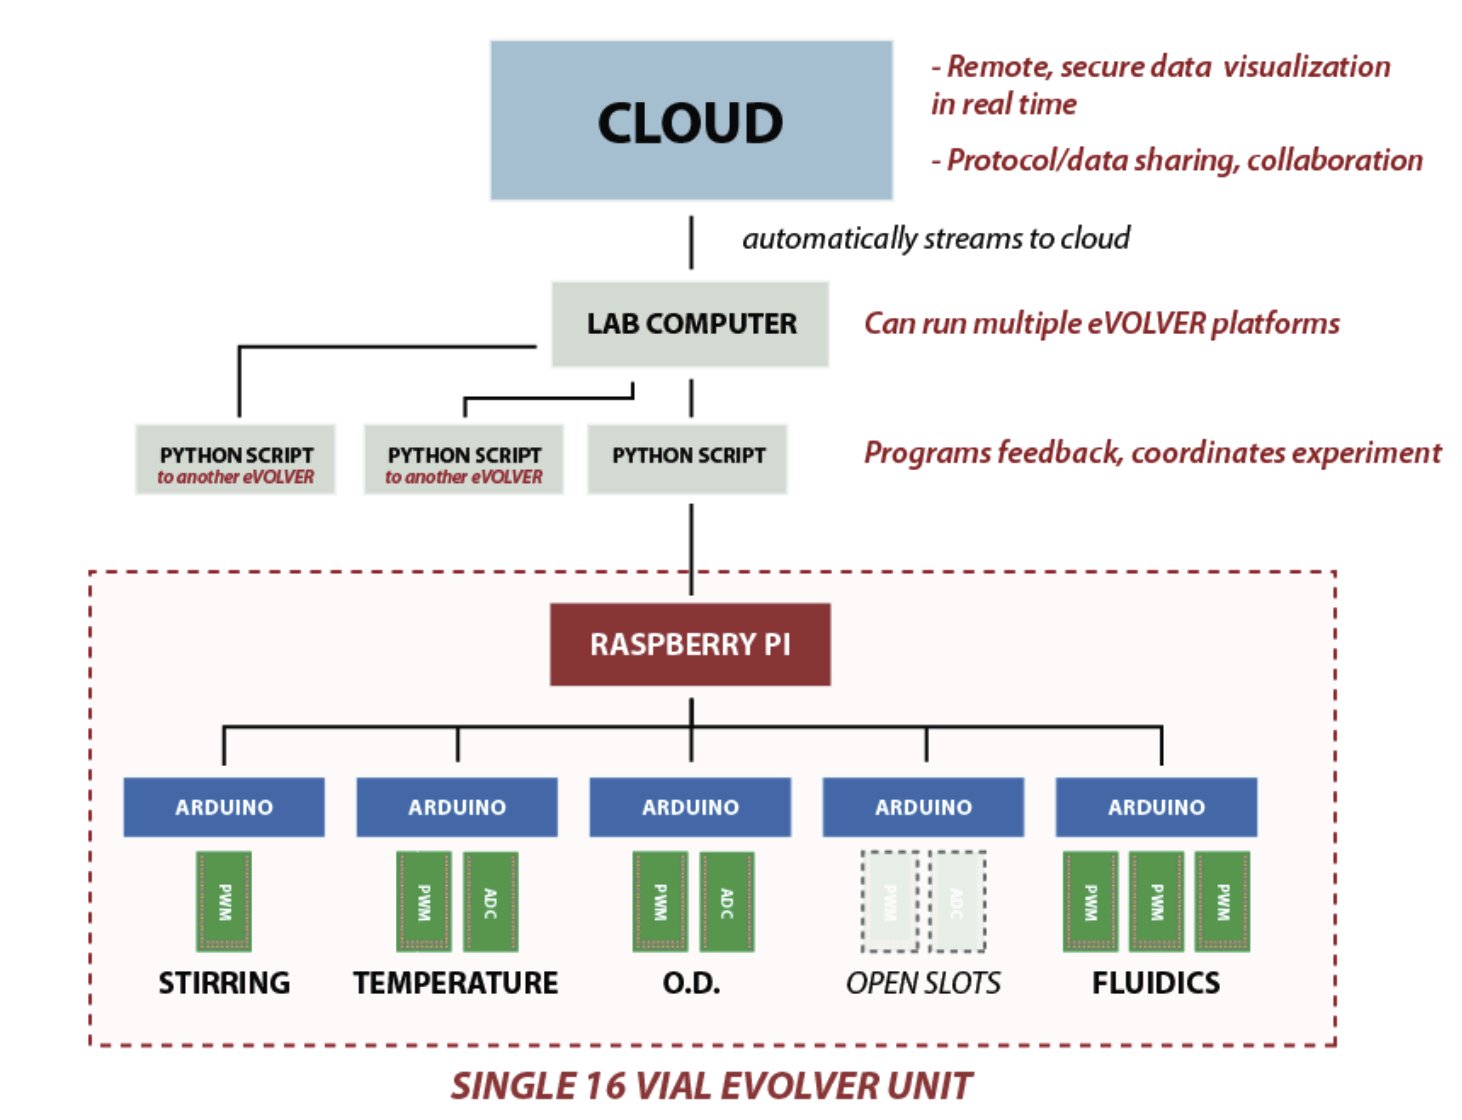 CLOUD
- Remote, secure data visualization
in real time
- Protocol/data sharing, collaboration
automatically streams to cloud
LAB COMPUTER
Can run multiple eVOLVER platforms
PYTHON SCRIPT
to another eVOLVER
PYTHON SCRIPT
to another eVOLVER
PYTHON SCRIPT
Programs feedback, coordinates experiment
RASPBERRY PI
ARDUINO
ARDUINO
ARDUINO
ARDUINO
ARDUINO
PWM
PWM
ADC
PWM
ADC
PWM
ADC
PWM
PWM
PWM
STIRRING
TEMPERATURE
O.D.
OPEN SLOTS
FLUIDICS
SINGLE 16 VIAL EVOLVER UNIT